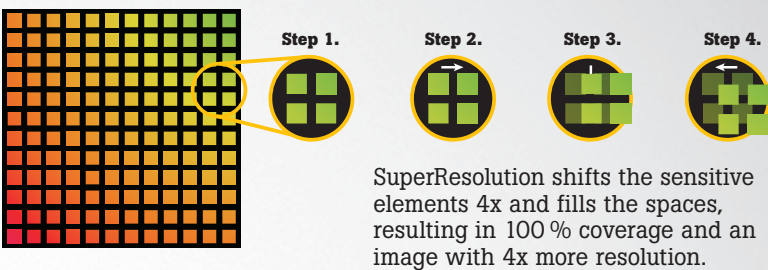 Step 1.
Step 2.
Step 3.
Step 4.
SuperResolution shifts the sensitive
elements 4x and fills the spaces,
resulting in 100 % coverage and an
image with 4x more resolution.